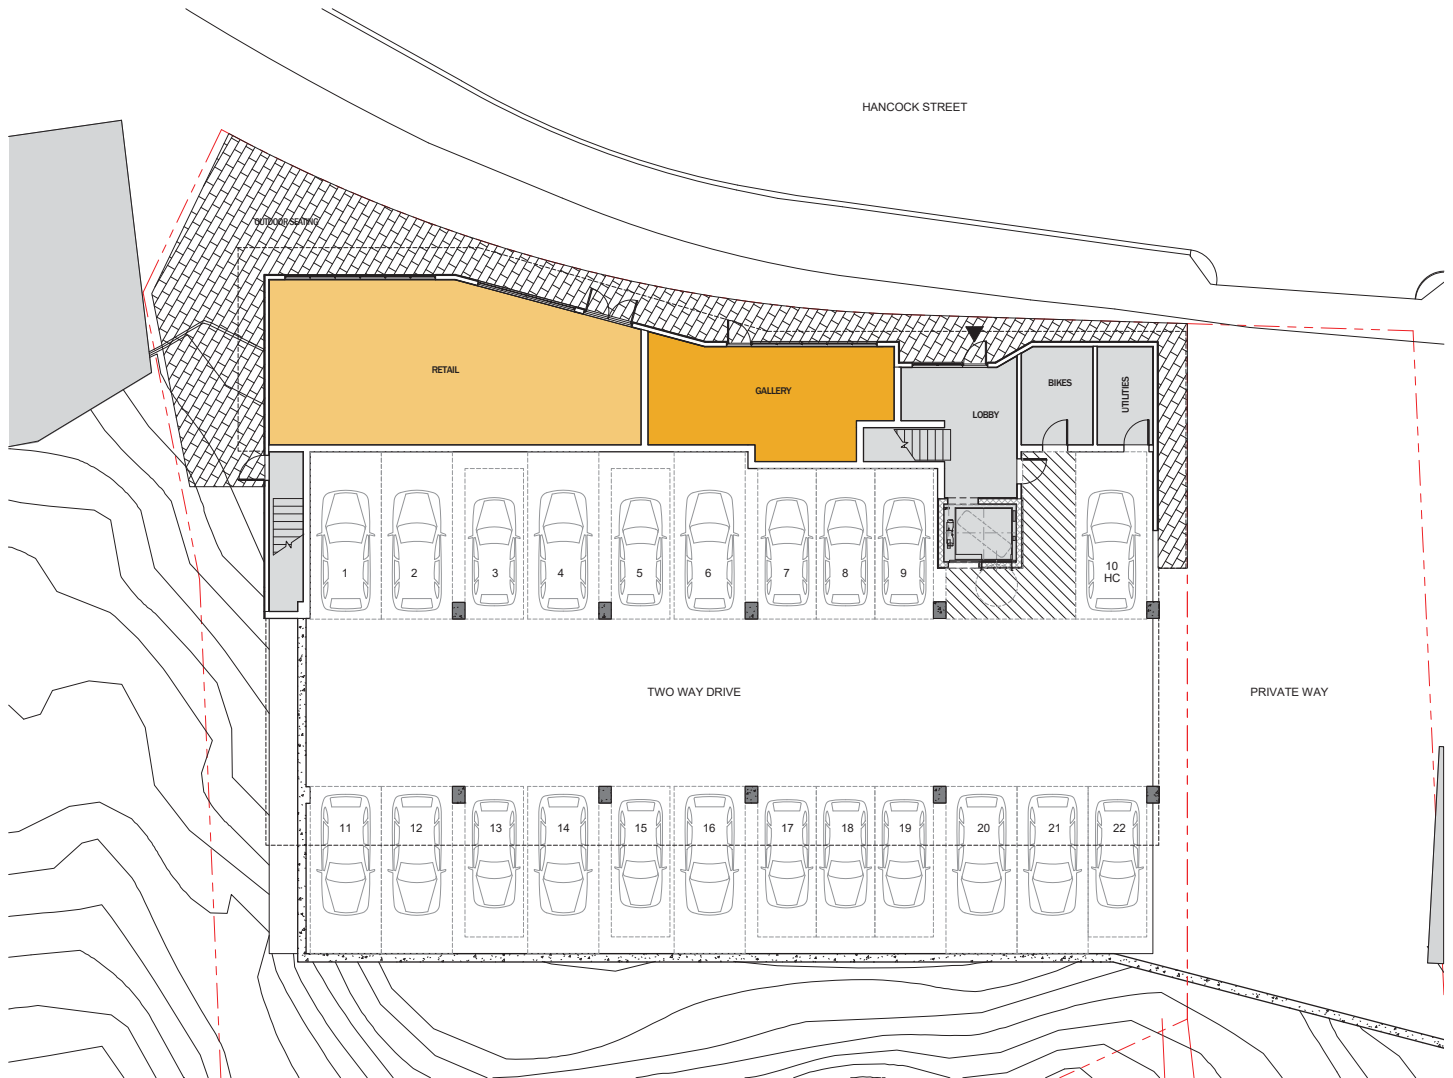 HANCOCK STREET
OUTDOOR SEATING
RETAIL
GALLERY
LOBBY
BIKES
UTILITIES
1
2
3
4
5
6
7
8
9
10
HC
TWO WAY DRIVE
PRIVATE WAY
11
12
13
14
15
16
17
18
19
20
21
22